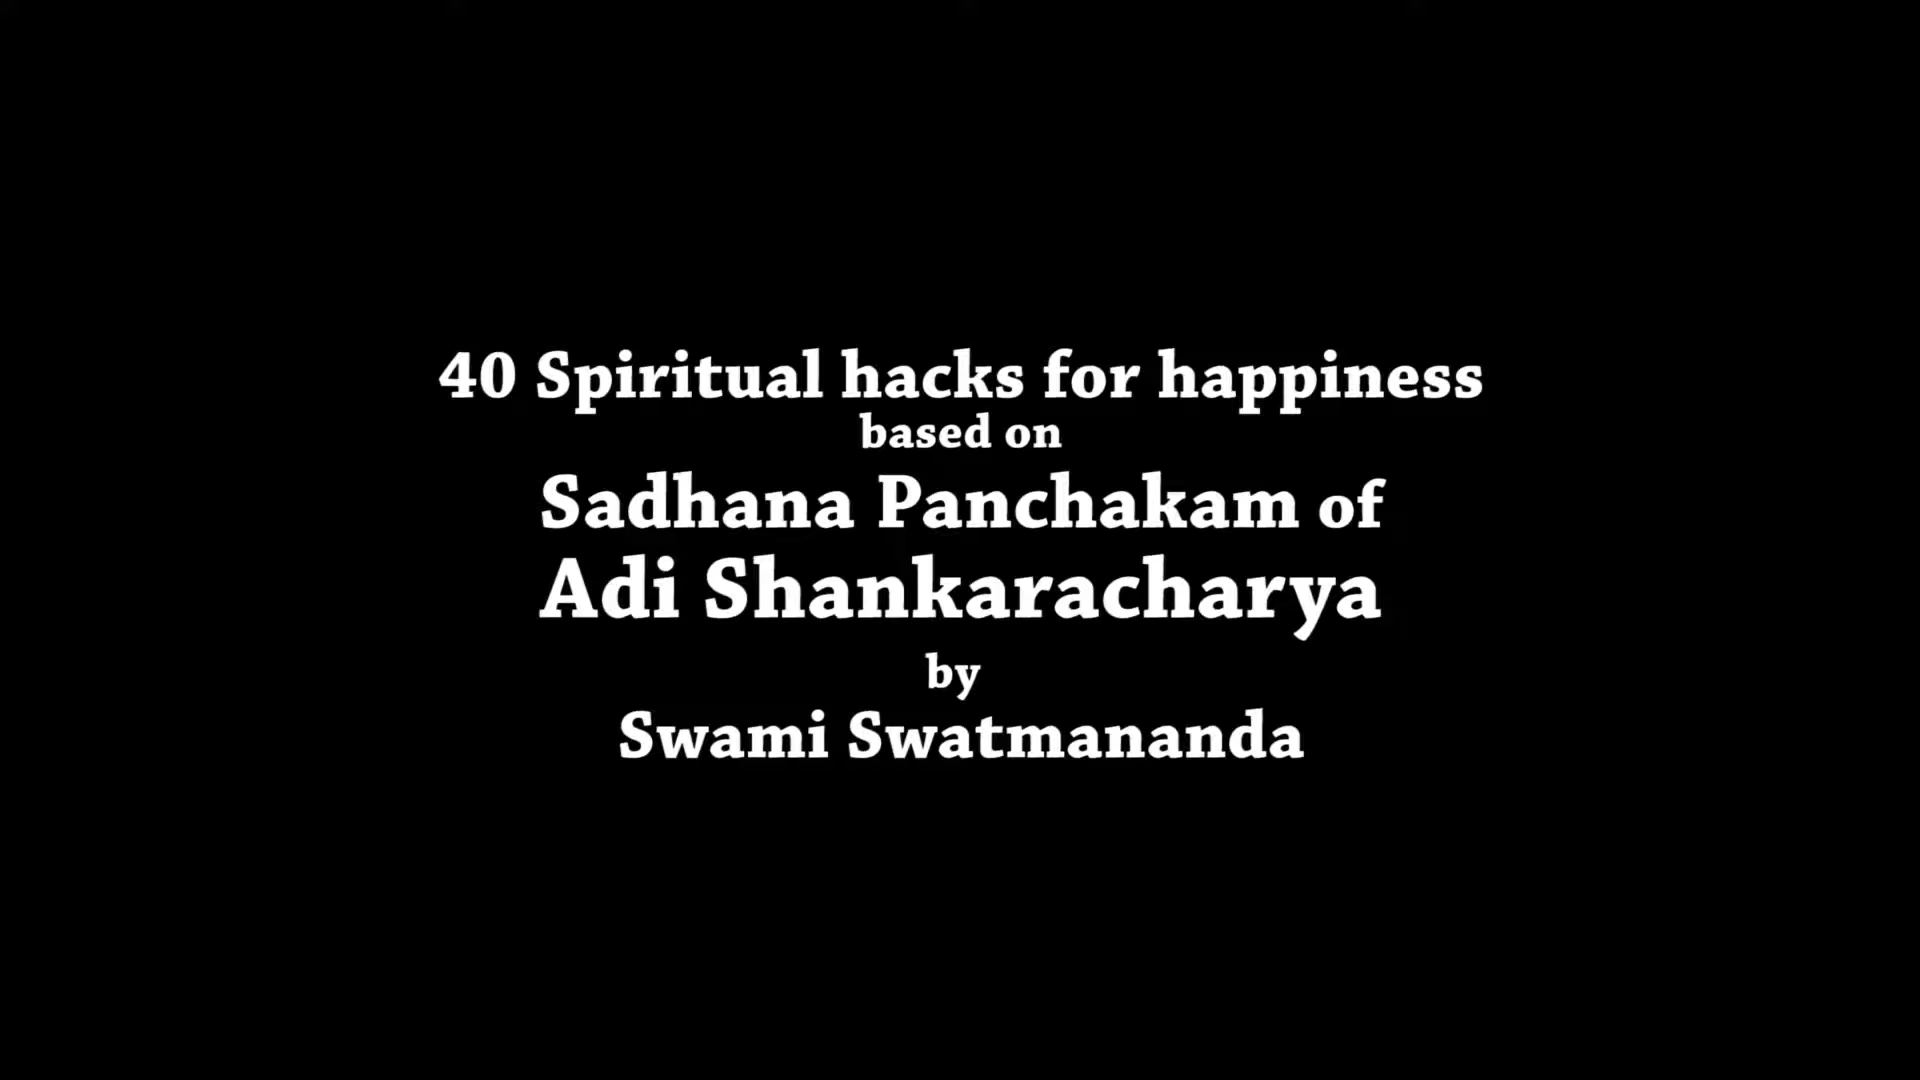 40 Spiritual hacks for happiness
based on
Sadhana Panchakam of
Adi Shankaracharya
by
Swami Swatmananda